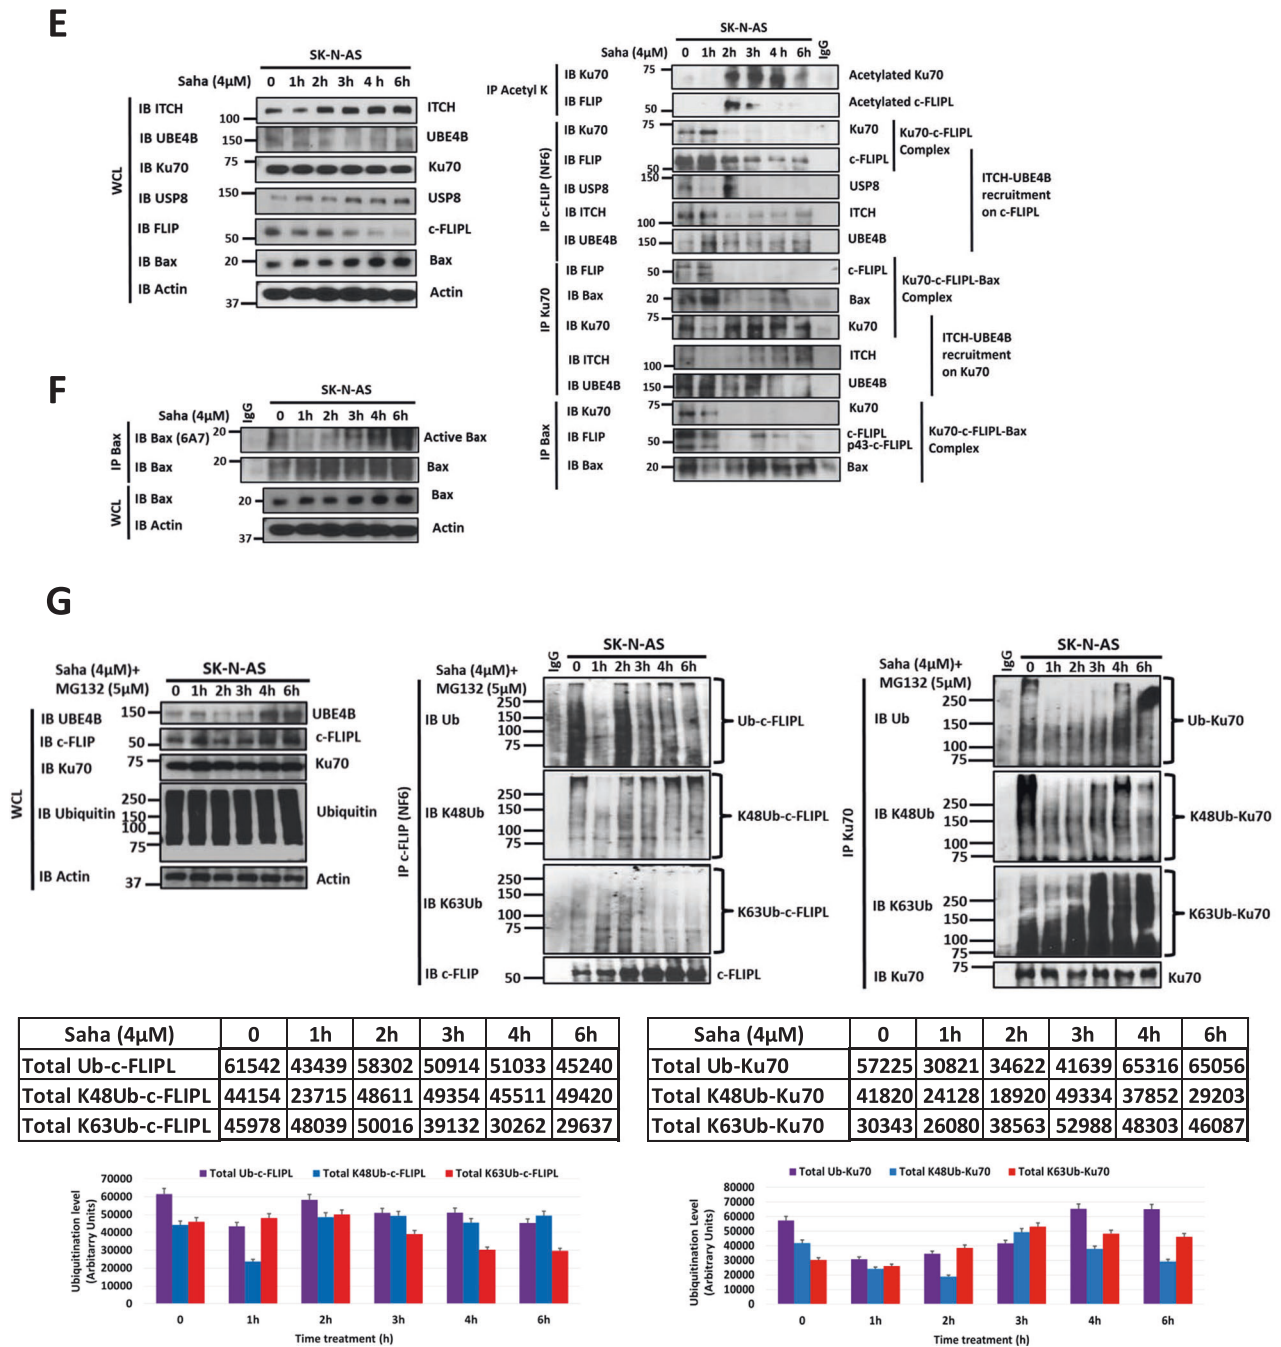 E
SK-N-AS
Saha (4μM) 0 1h 2h 3h 4 h 6h
WCL
IB ITCH 100 ITCH
IB UBE4B 150 UBE4B
IB Ku70 75 Ku70
IB USP8 150 USP8
IB FLIP 50 c-FLIPL
IB Bax 20 Bax
IB Actin 37 Actin
SK-N-AS
Saha (4μM) 0 1h 2h 3h 4 h 6h IgG
IP Acetyl K
IB Ku70 75 Acetylated Ku70
IB FLIP 50 Acetylated c-FLIPL
IP c-FLIP (NF6)
IB Ku70 75 Ku70
IB FLIP 50 c-FLIPL
IB USP8 150 USP8
IB ITCH 100 ITCH
IB UBE4B 150 UBE4B
Ku70-c-FLIPL
Complex
ITCH-UBE4B
recruitment
on c-FLIPL
IP Ku70
IB FLIP 50 c-FLIPL
IB Bax 20 Bax
IB Ku70 75 Ku70
IB ITCH 100 ITCH
IB UBE4B 150 UBE4B
Ku70-c-FLIPL-Bax
Complex
ITCH-UBE4B
recruitment
on Ku70
IP Bax
IB Ku70 75 Ku70
IB FLIP 50 c-FLIPL
p43-c-FLIPL
IB Bax 20 Bax
Ku70-c-FLIPL-Bax
Complex
F
SK-N-AS
Saha (4μM) IgG 0 1h 2h 3h 4h 6h
IP Bax
IB Bax (6A7) 20 Active Bax
IB Bax 20 Bax
WCL
IB Bax 20 Bax
IB Actin 37 Actin
G
Saha (4μM)+ SK-N-AS
MG132 (5μM) 0 1h 2h 3h 4h 6h
WCL
IB UBE4B 150 UBE4B
IB c-FLIP 50 c-FLIPL
IB Ku70 75 Ku70
IB Ubiquitin 250 150 100 75 Ubiquitin
IB Actin 37 Actin
SK-N-AS
Saha (4μM)+ IgG 0 1h 2h 3h 4h 6h
MG132 (5μM)
IP c-FLIP (NF6)
IB Ub 250 150 100 75 Ub-c-FLIPL
IB K48Ub 250 150 100 75 K48Ub-c-FLIPL
IB K63Ub 250 150 100 75 K63Ub-c-FLIPL
IB c-FLIP 50 c-FLIPL
SK-N-AS
Saha (4μM)+ IgG 0 1h 2h 3h 4h 6h
MG132 (5μM)
IP Ku70
IB Ub 250 150 100 75 Ub-Ku70
IB K48Ub 250 150 100 75 K48Ub-Ku70
IB K63Ub 250 150 100 75 K63Ub-Ku70
IB Ku70 75 Ku70
Saha (4μM) 0 1h 2h 3h 4h 6h
Total Ub-c-FLIPL 61542 43439 58302 50914 51033 45240
Total K48Ub-c-FLIPL 44154 23715 48611 49354 45511 49420
Total K63Ub-c-FLIPL 45978 48039 50016 39132 30262 29637
Saha (4μM) 0 1h 2h 3h 4h 6h
Total Ub-Ku70 57225 30821 34622 41639 65316 65056
Total K48Ub-Ku70 41820 24128 18920 49334 37852 29203
Total K63Ub-Ku70 30343 26080 38563 52988 48303 46087
Total Ub-c-FLIPL Total K48Ub-c-FLIPL Total K63Ub-c-FLIPL
Ubiquitination level
(Arbitarry Units)
70000
60000
50000
40000
30000
20000
10000
0
0 1h 2h 3h 4h 6h
Time treatment (h)
Total Ub-Ku70 Total K48Ub-Ku70 Total K63Ub-Ku70
Ubiquitination Level
(Arbitrary Units)
80000
70000
60000
50000
40000
30000
20000
10000
0
0 1h 2h 3h 4h 6h
Time treatment (h)